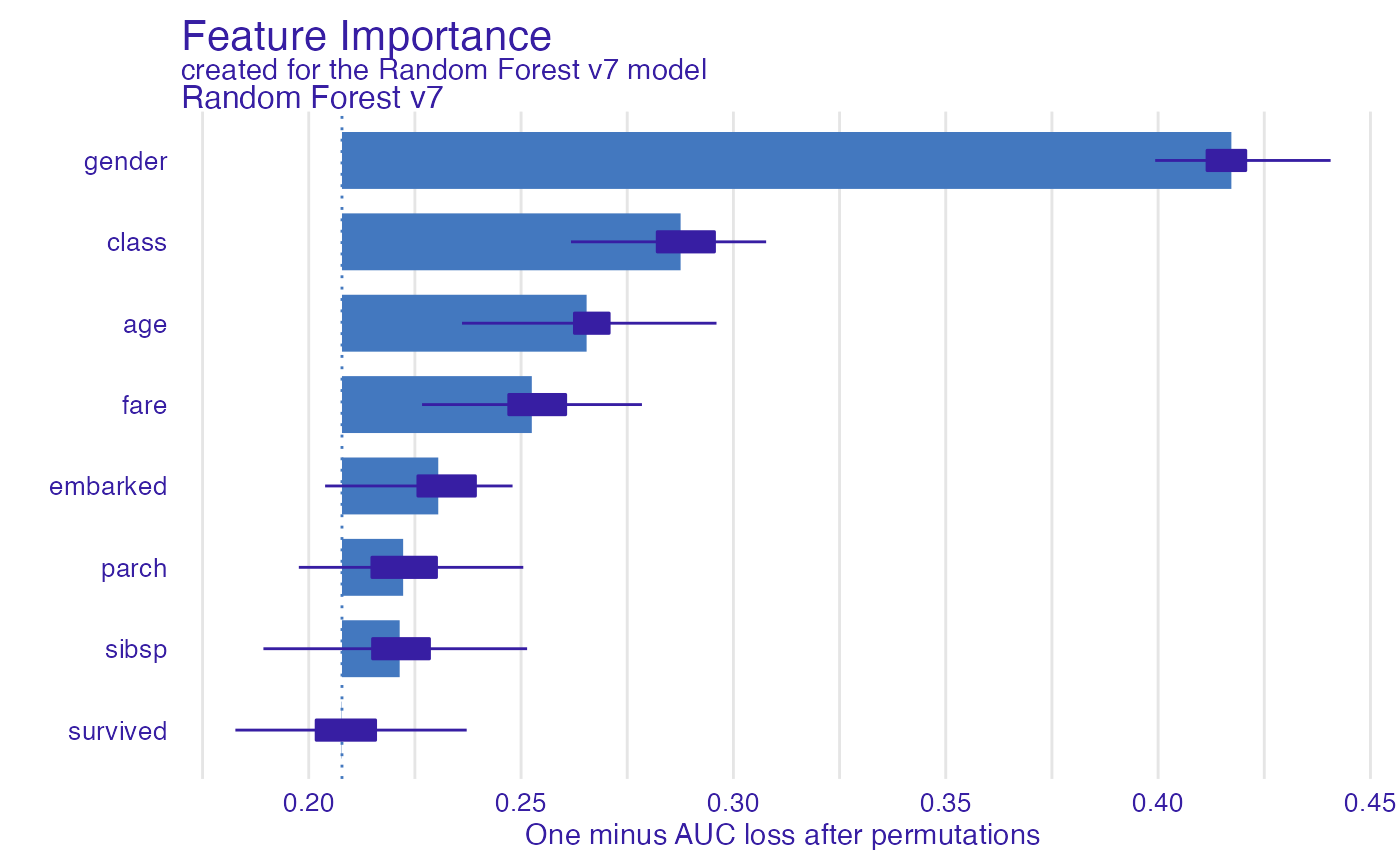 Feature Importance
created for the Random Forest v7 model
Random Forest v7
gender
class
age
fare
embarked
parch
sibsp
survived
0.20 0.25 0.30 0.35 0.40 0.45
One minus AUC loss after permutations